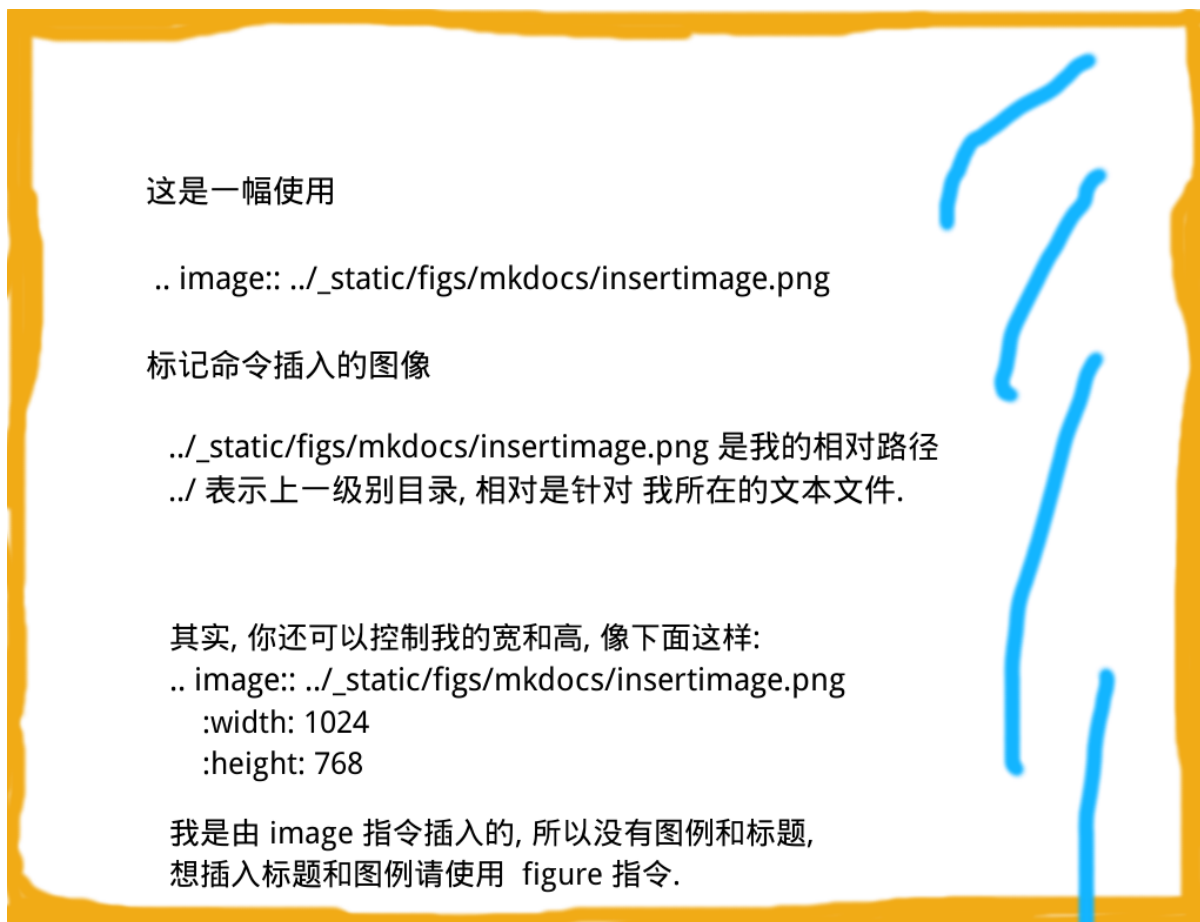 这是一幅使用
.. image:: ../_static/figs/mkdocs/insertimage.png
标记命令插入的图像
../_static/figs/mkdocs/insertimage.png 是我的相对路径
../ 表示上一级别目录, 相对是针对 我所在的文本文件.
其实, 你还可以控制我的宽和高, 像下面这样:
.. image:: ../_static/figs/mkdocs/insertimage.png
:width: 1024
:height: 768
我是由 image 指令插入的, 所以没有图例和标题,
想插入标题和图例请使用 figure 指令.